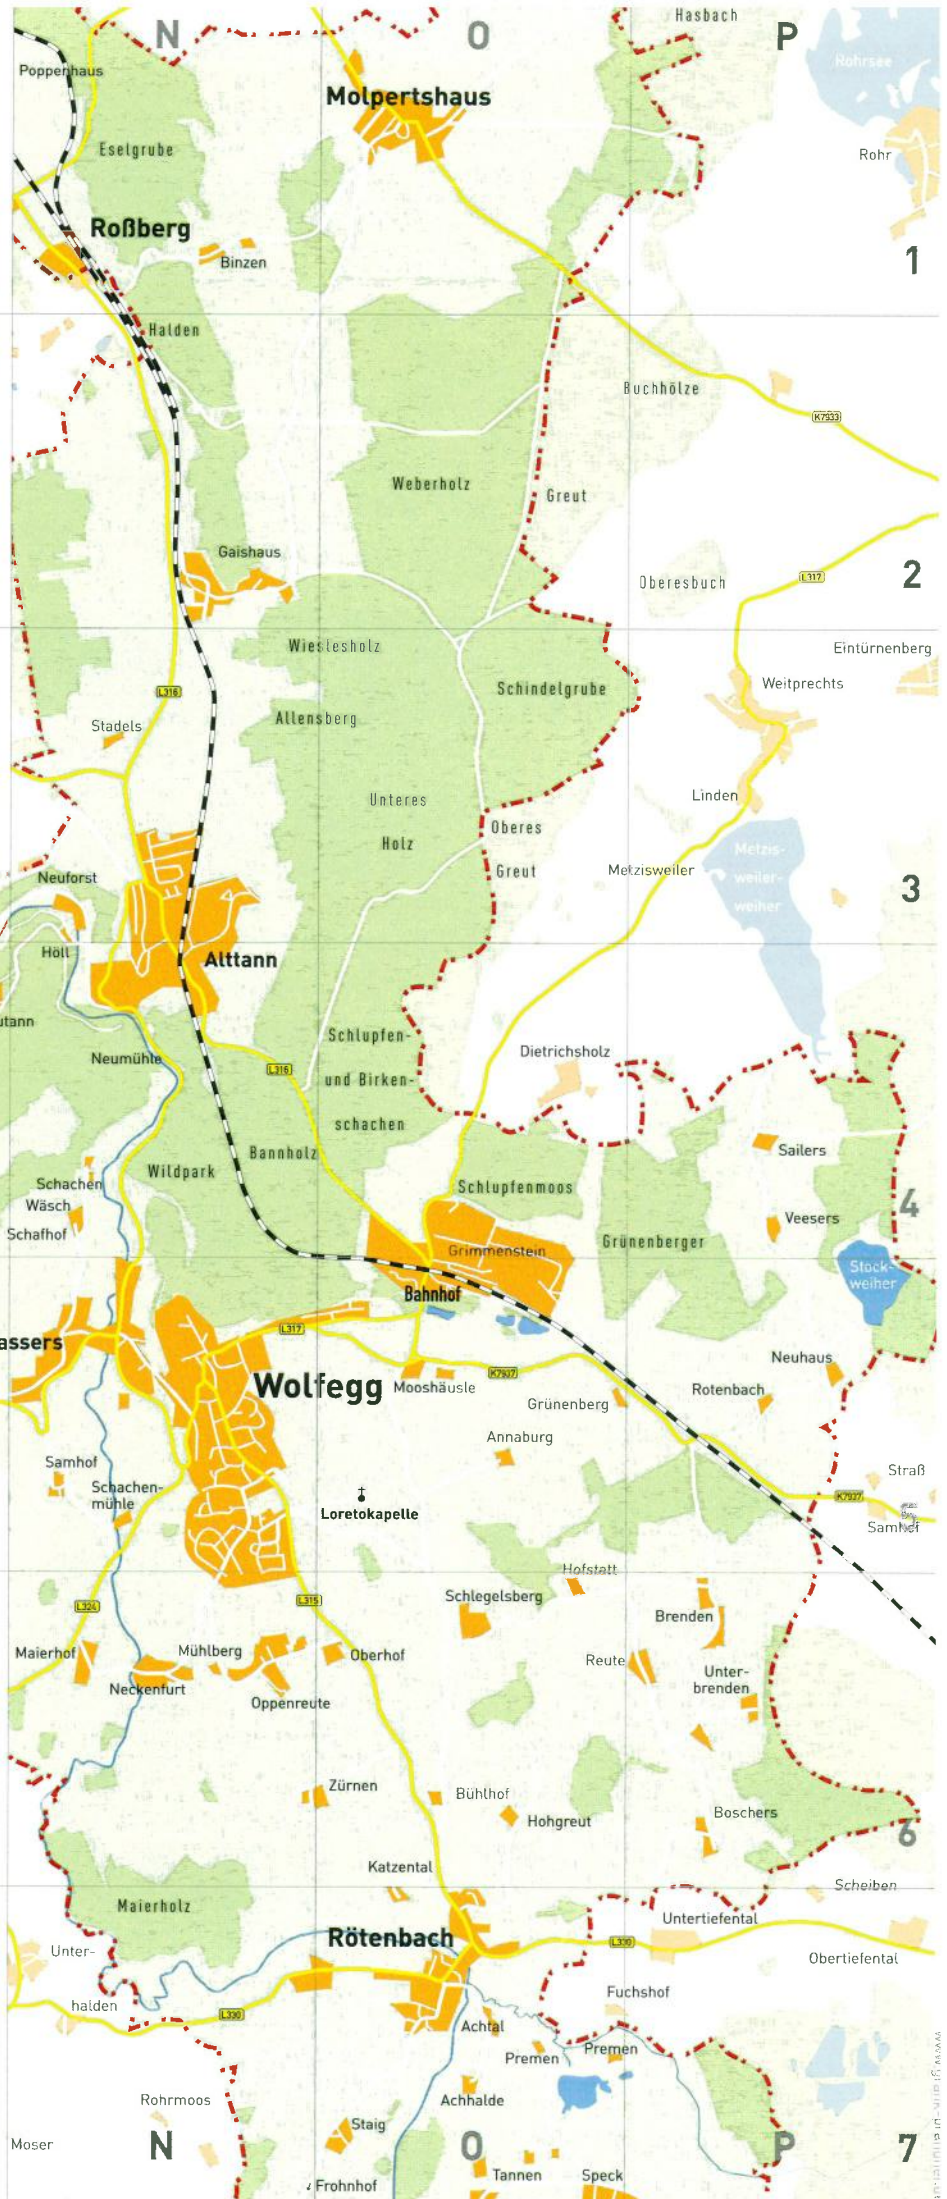 Hasbach
N
O
P
Rohrsee
Poppenhaus
Molpertshaus
Eselgrube
Rohr
Roßberg
Binzen
1
Halden
Buchhölze
K7933
Weberholz
Greut
Gaishaus
2
L317
Oberesbuch
Wieslesholz
Eintürnenberg
Weitprechts
L316
Schindelgrube
Stadels
Allensberg
Linden
Unteres
Holz
Oberes
Greut
Metzis-
weiler-
weiher
Metzisweiler
Neuforst
3
Höll
Alttann
utann
Schlupfen-
und Birken-
schachen
Dietrichsholz
Neumühle
L316
Bannholz
Sailers
Wildpark
Schachen
Schlupfenmoos
Wäsch
4
Veesers
Schafhof
Grünenberger
Grimmenstein
Stock-
weiher
Bahnhof
L317
assers
Neuhaus
K7937
Wolfegg
Mooshäusle
Rotenbach
Grünenberg
Annaburg
Samhof
Straß
Schachen-
mühle
K7937
Loretokapelle
5
Samhof
Hofstatt
Schlegelsberg
L324
L315
Brenden
Maierhof
Mühlberg
Oberhof
Reute
Unter-
brenden
Neckenfurt
Oppenreute
Zürnen
Bühlhof
Hohgreut
Boschers
6
Katzental
Scheiben
Maierholz
Untertiefental
Rötenbach
L330
Unter-
halden
Obertiefental
Fuchshof
L330
Achtal
Premen
Premen
Rohrmoos
Achhalde
Staig
Moser
N
O
P
7
Tannen
Speck
Frohnhof